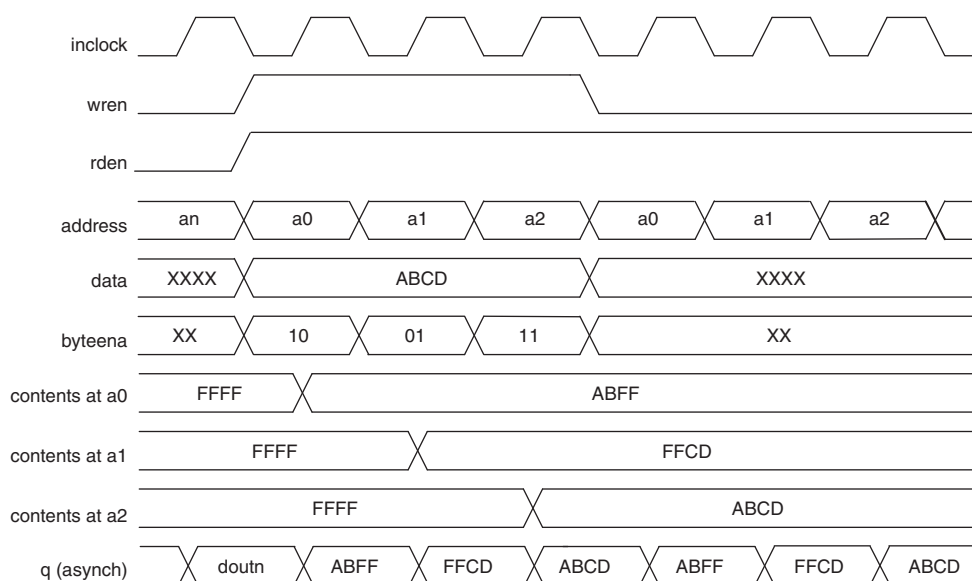 inclock
wren
rden
address an a0 a1 a2 a0 a1 a2
data XXXX ABCD XXXX
byteena XX 10 01 11 XX
contents at a0 FFFF ABFF
contents at a1 FFFF FFCD
contents at a2 FFFF ABCD
q (asynch) doutn ABFF FFCD ABCD ABFF FFCD ABCD